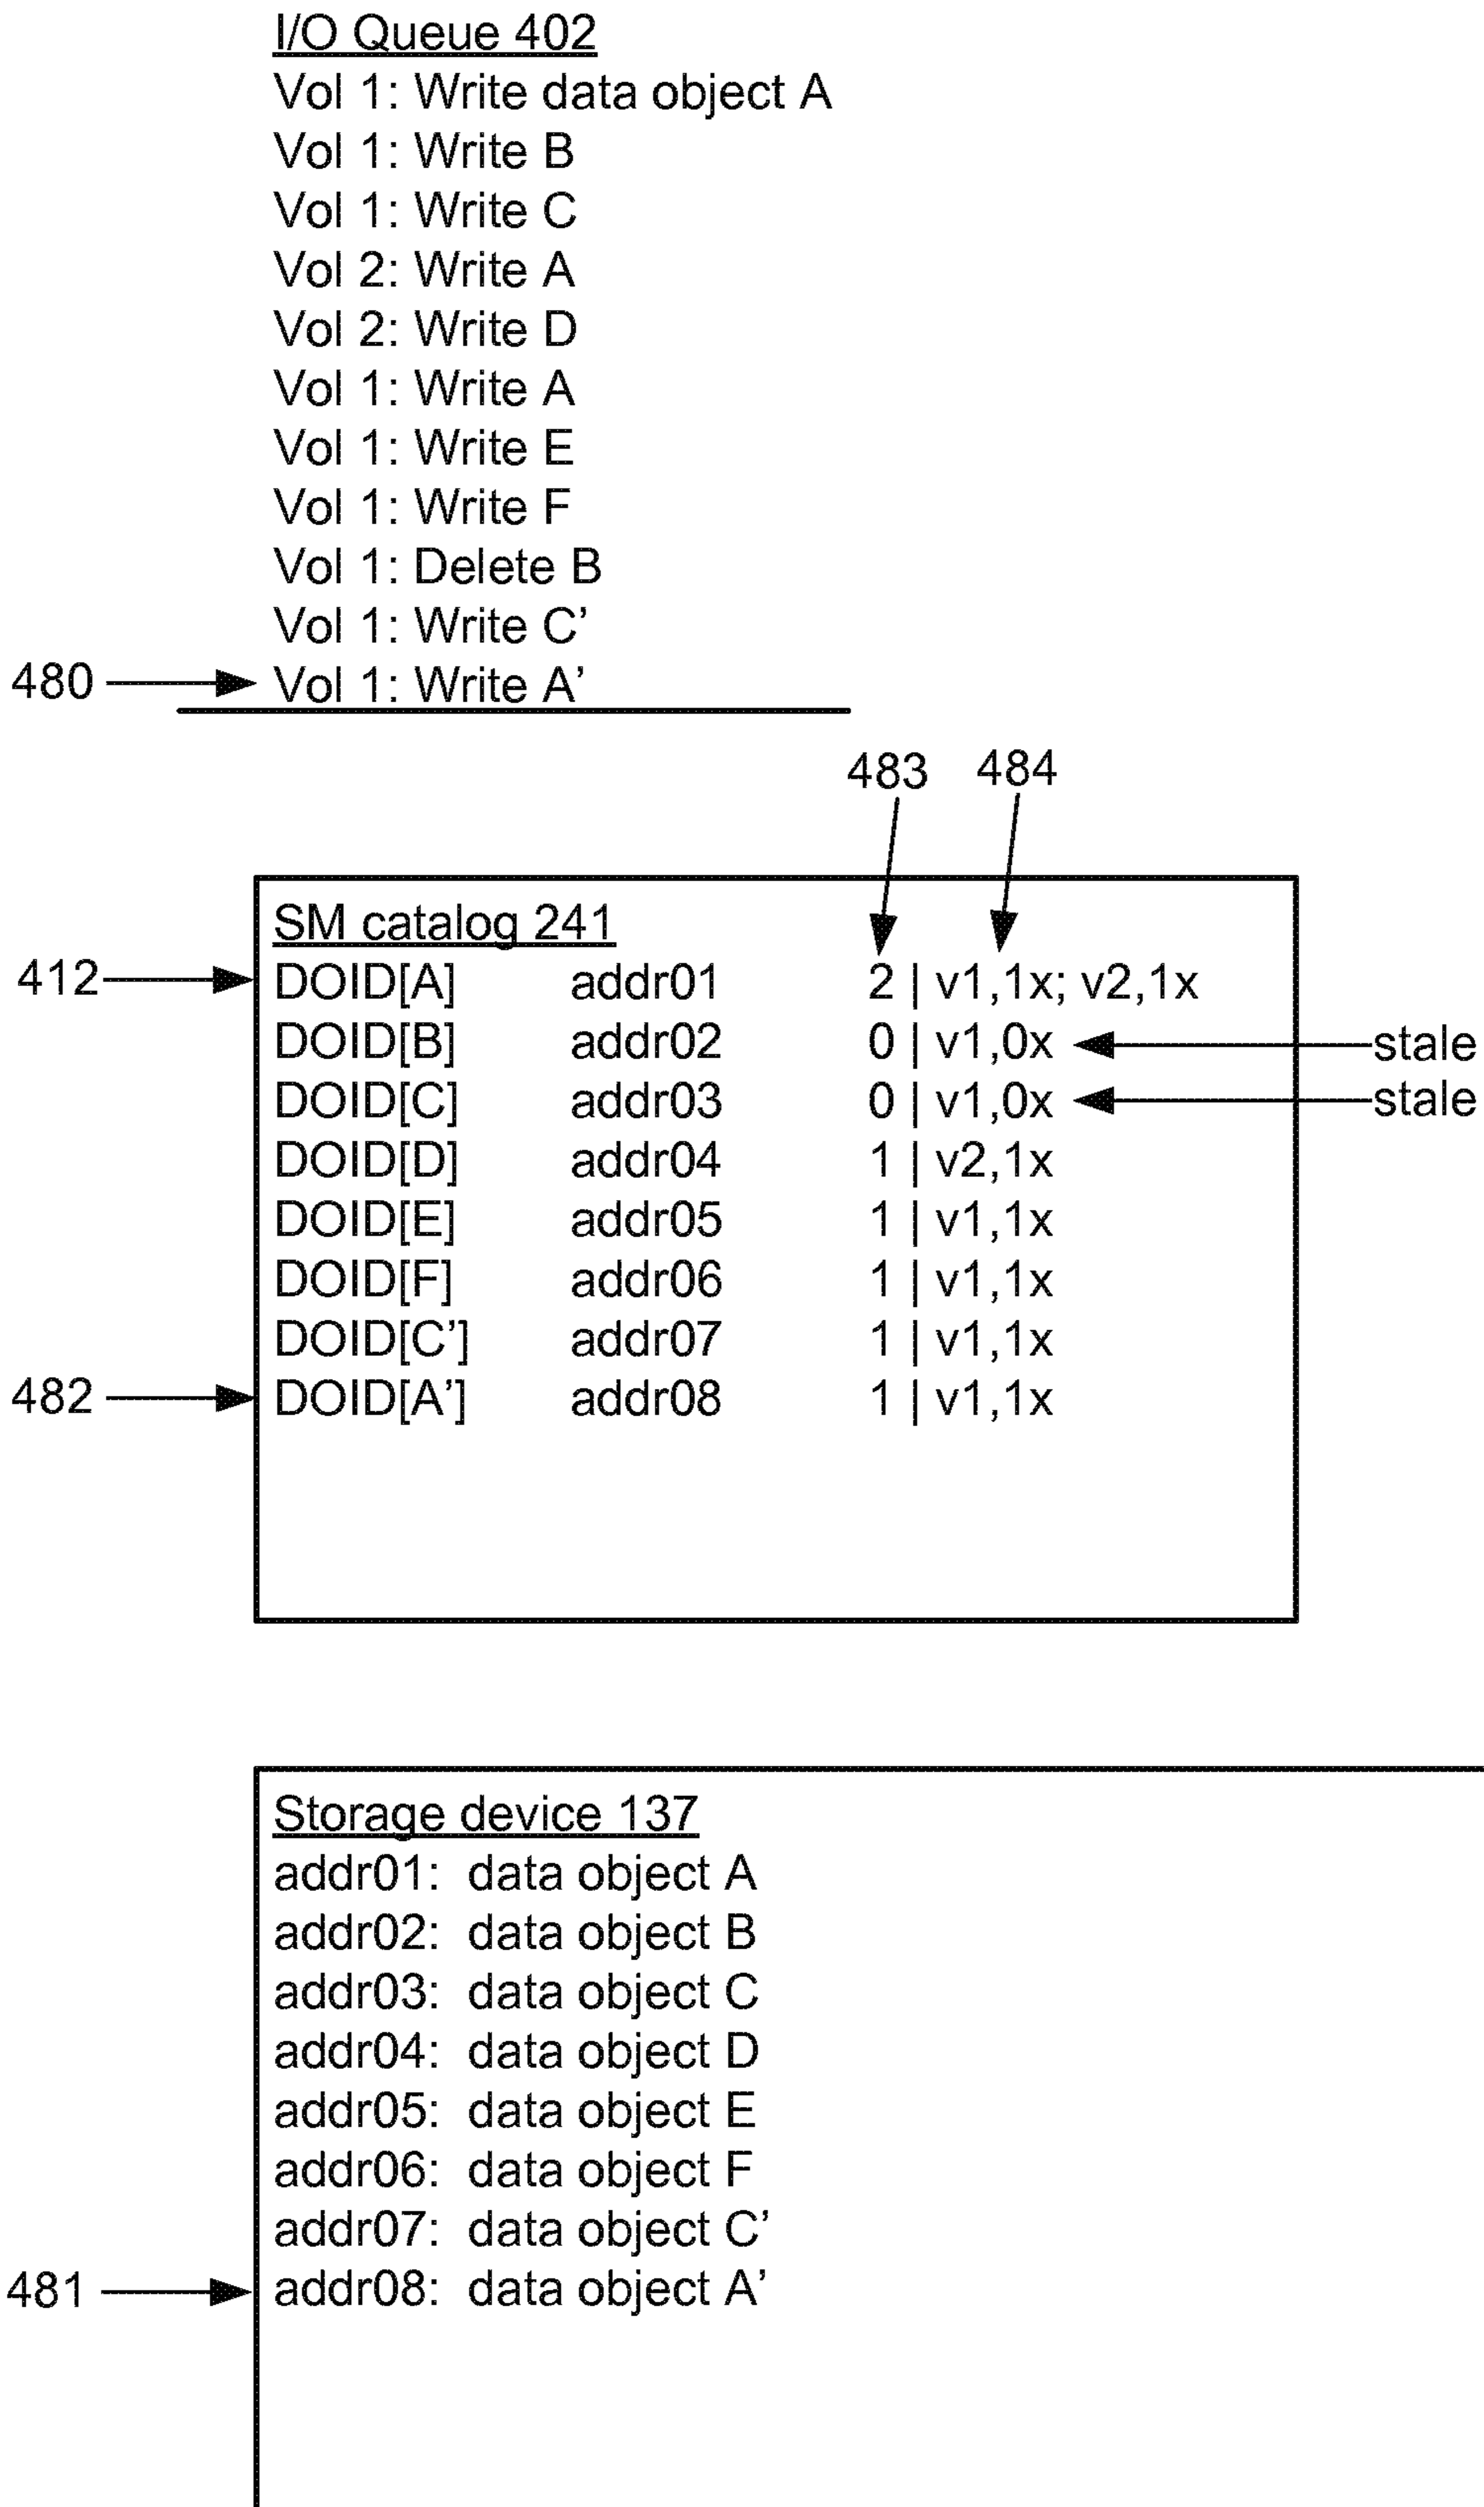 I/O Queue 402
Vol 1: Write data object A
Vol 1: Write B
Vol 1: Write C
Vol 2: Write A
Vol 2: Write D
Vol 1: Write A
Vol 1: Write E
Vol 1: Write F
Vol 1: Delete B
Vol 1: Write C’
480 Vol 1: Write A’
483 484
SM catalog 241
412 DOID[A] addr01 2 | v1,1x; v2,1x
DOID[B] addr02 0 | v1,0x stale
DOID[C] addr03 0 | v1,0x stale
DOID[D] addr04 1 | v2,1x
DOID[E] addr05 1 | v1,1x
DOID[F] addr06 1 | v1,1x
DOID[C’] addr07 1 | v1,1x
482 DOID[A’] addr08 1 | v1,1x
Storage device 137
addr01: data object A
addr02: data object B
addr03: data object C
addr04: data object D
addr05: data object E
addr06: data object F
addr07: data object C’
481 addr08: data object A’